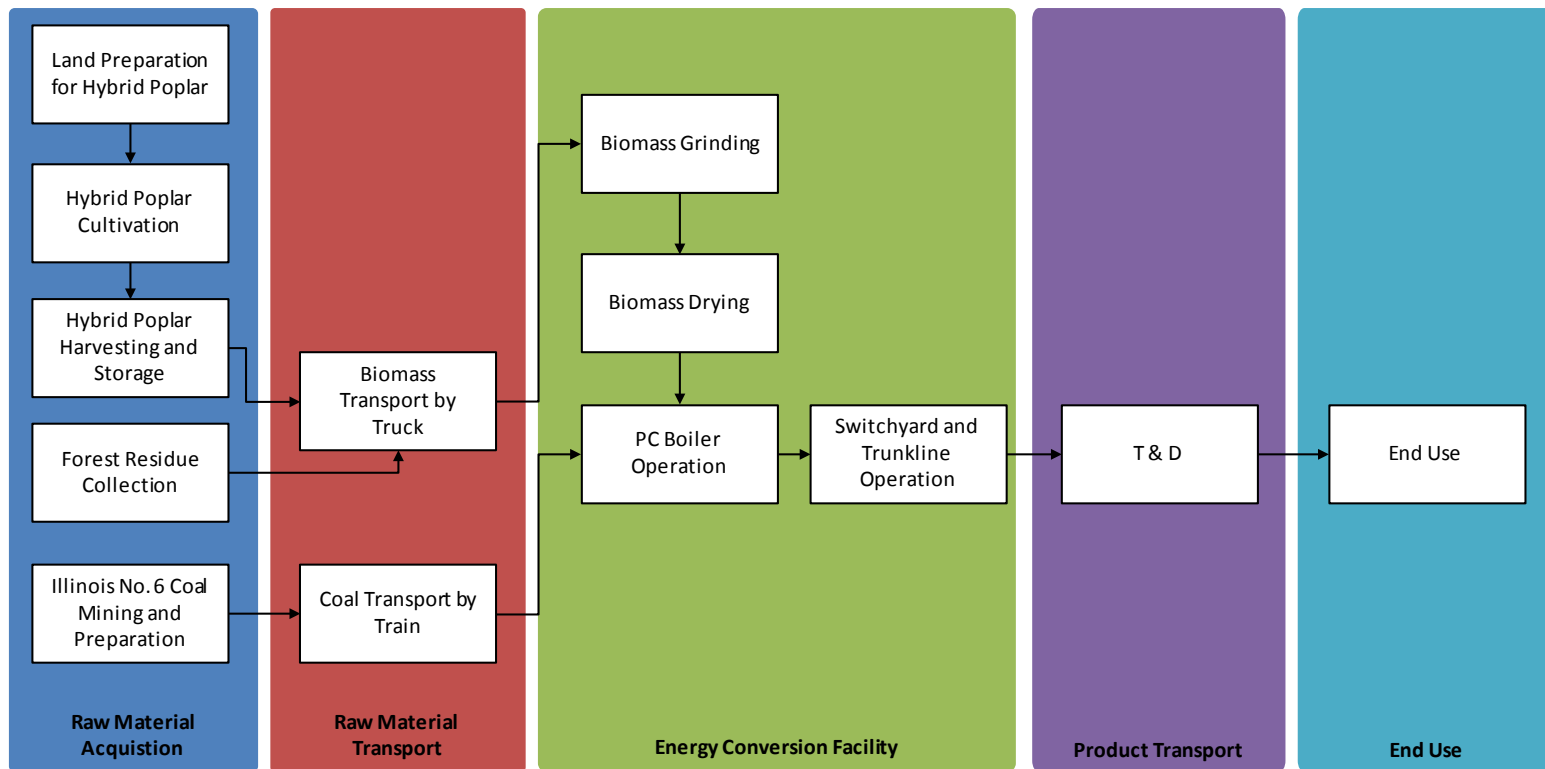 Land Preparation
for Hybrid Poplar
Hybrid Poplar
Cultivation
Hybrid Poplar
Harvesting and
Storage
Forest Residue
Collection
Illinois No. 6 Coal
Mining and
Preparation
Raw Material
Acquistion
Biomass
Transport by
Truck
Coal Transport by
Train
Raw Material
Transport
Biomass Grinding
Biomass Drying
PC Boiler
Operation
Switchyard and
Trunkline
Operation
Energy Conversion Facility
T & D
Product Transport
End Use
End Use